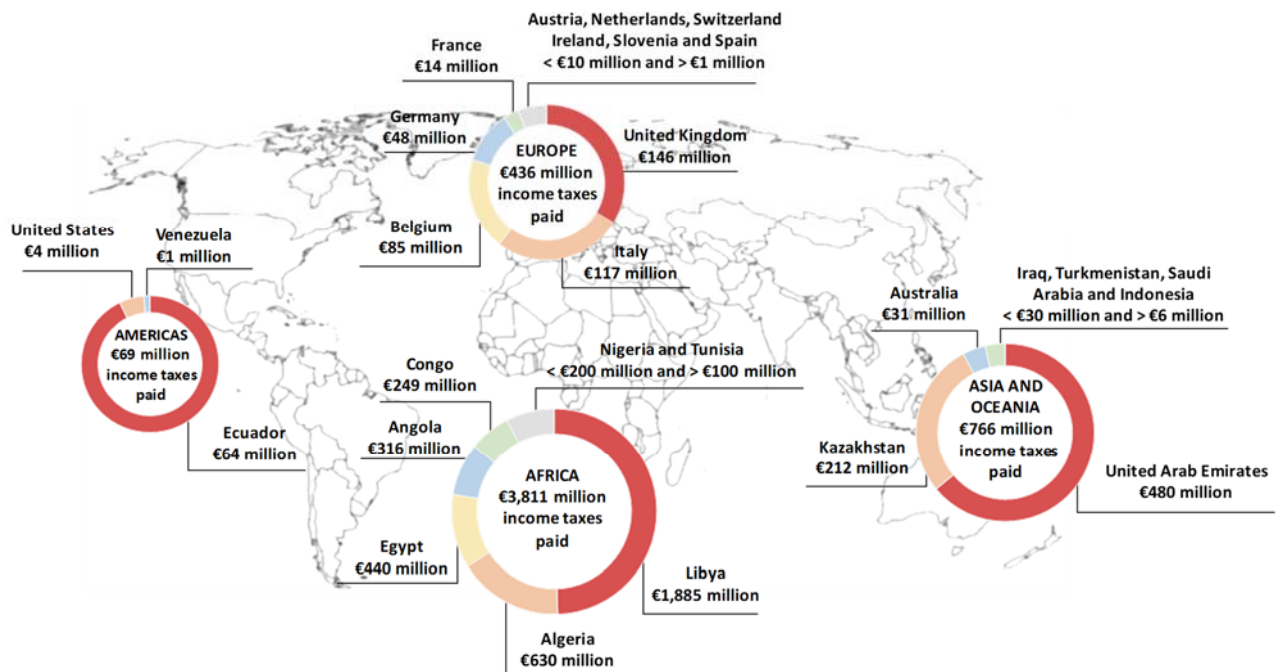 Austria, Netherlands, Switzerland
Ireland, Slovenia and Spain
< €10 million and > €1 million
France
€14 million
Germany
€48 million
EUROPE
€436 million
income taxes
paid
United Kingdom
€146 million
Belgium
€85 million
Italy
€117 million
United States
€4 million
Venezuela
€1 million
AMERICAS
€69 million
income taxes
paid
Ecuador
€64 million
Congo
€249 million
Nigeria and Tunisia
< €200 million and > €100 million
Angola
€316 million
AFRICA
€3,811 million
income taxes
paid
Egypt
€440 million
Libya
€1,885 million
Algeria
€630 million
Australia
€31 million
Iraq, Turkmenistan, Saudi
Arabia and Indonesia
< €30 million and > €6 million
ASIA AND
OCEANIA
€766 million
income taxes
paid
Kazakhstan
€212 million
United Arab Emirates
€480 million